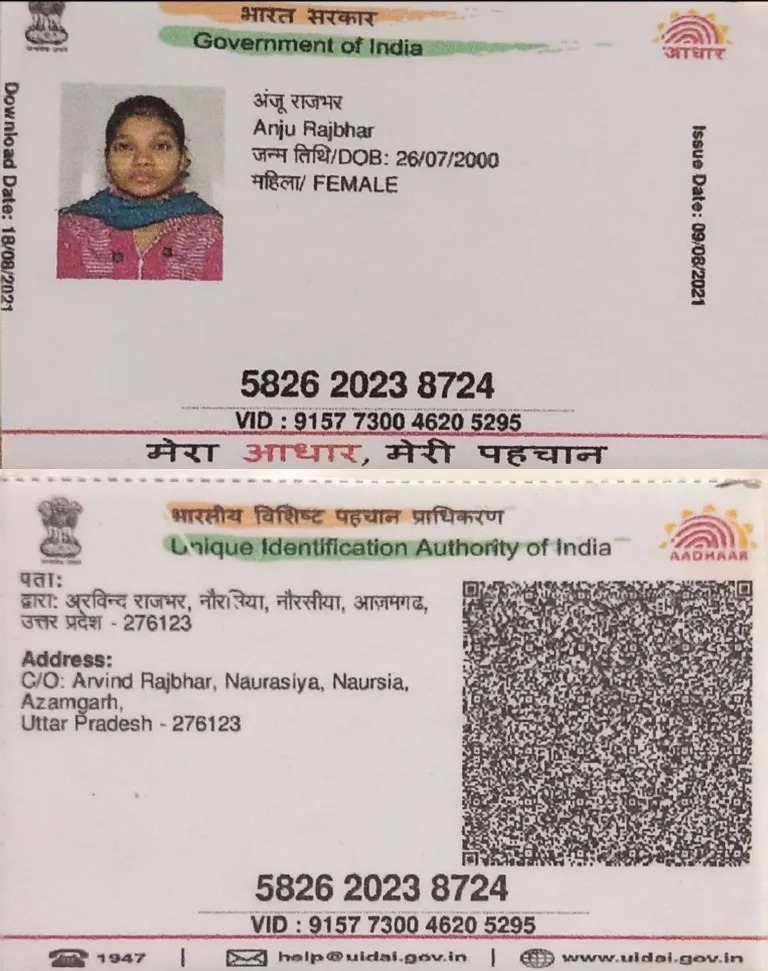 भारत सरकार
Government of India
आधार
Download Date: 18/08/2021
अंजू राजभर
Anju Rajbhar
जन्म तिथि/DOB: 26/07/2000
महिला/ FEMALE
Issue Date: 09/08/2021
5826 2023 8724
VID : 9157 7300 4620 5295
मेरा आधार, मेरी पहचान
भारतीय विशिष्ट पहचान प्राधिकरण
Unique Identification Authority of India
AADHAAR
पता:
द्वारा: अरविन्द राजभर, नौरसिया, नौरसीया, आज़मगढ,
उत्तर प्रदेश - 276123
Address:
C/O: Arvind Rajbhar, Naurasiya, Naursia,
Azamgarh,
Uttar Pradesh - 276123
5826 2023 8724
VID : 9157 7300 4620 5295
1947 | help@uidai.gov.in | www.uidai.gov.in